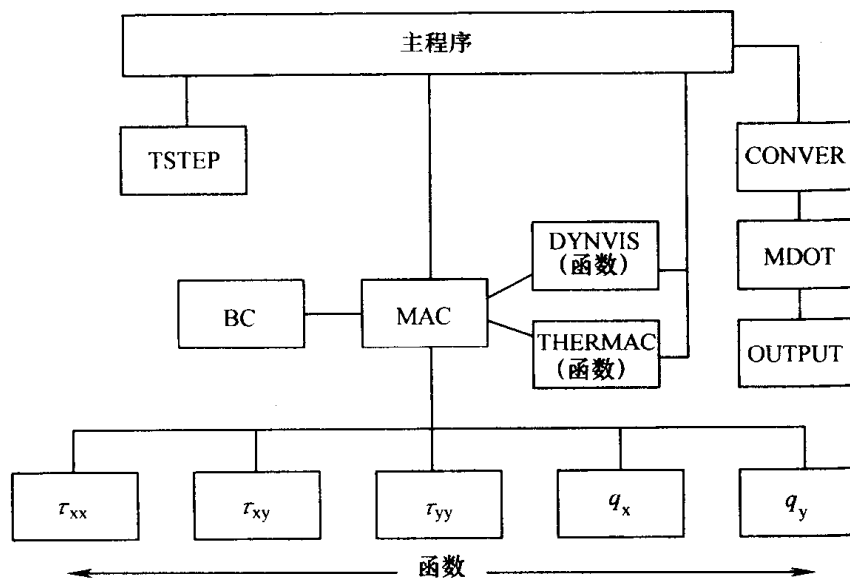 主程序
TSTEP
CONVER
DYNVIS
(函数)
MDOT
BC
MAC
THERMAC
(函数)
OUTPUT
τxx
τxy
τyy
qx
qy
函数